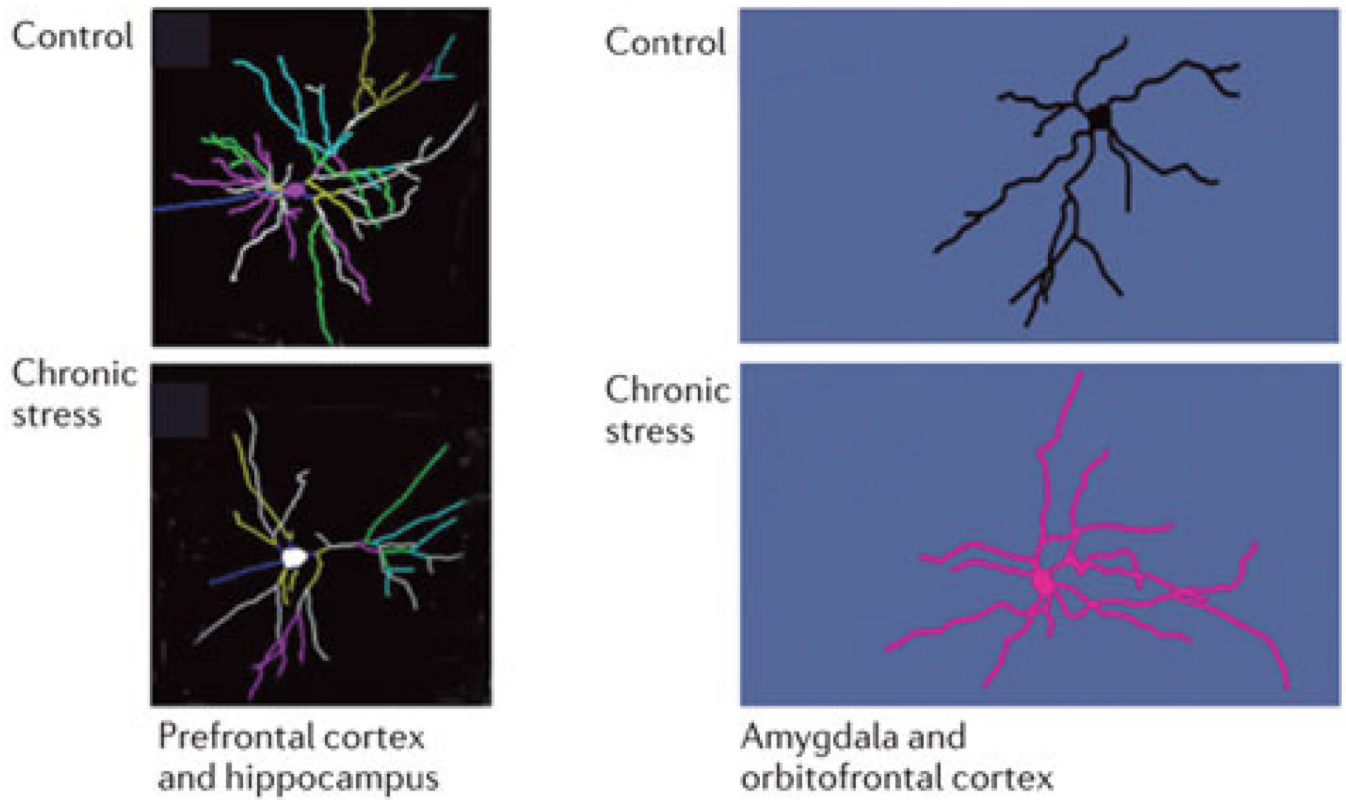 Control
Control
Chronic
stress
Chronic
stress
Prefrontal cortex
and hippocampus
Amygdala and
orbitofrontal cortex